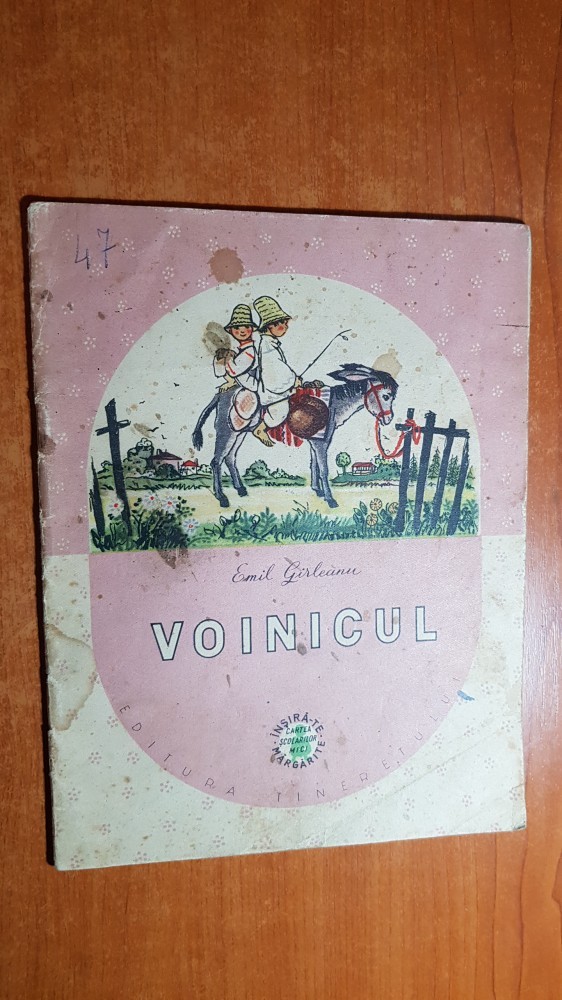 47
Emil Gîrleanu
VOINICUL
ÎNȘIRĂ-TE
CARTEA
ȘCOLARILOR
MICI
MĂRGĂRITE
EDITURA TINERETULUI